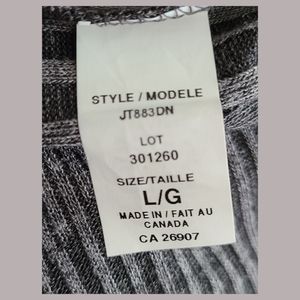 STYLE / MODELE
JT883DN
LOT
301260
SIZE/TAILLE
L/G
MADE IN / FAIT AU
CANADA
CA 26907